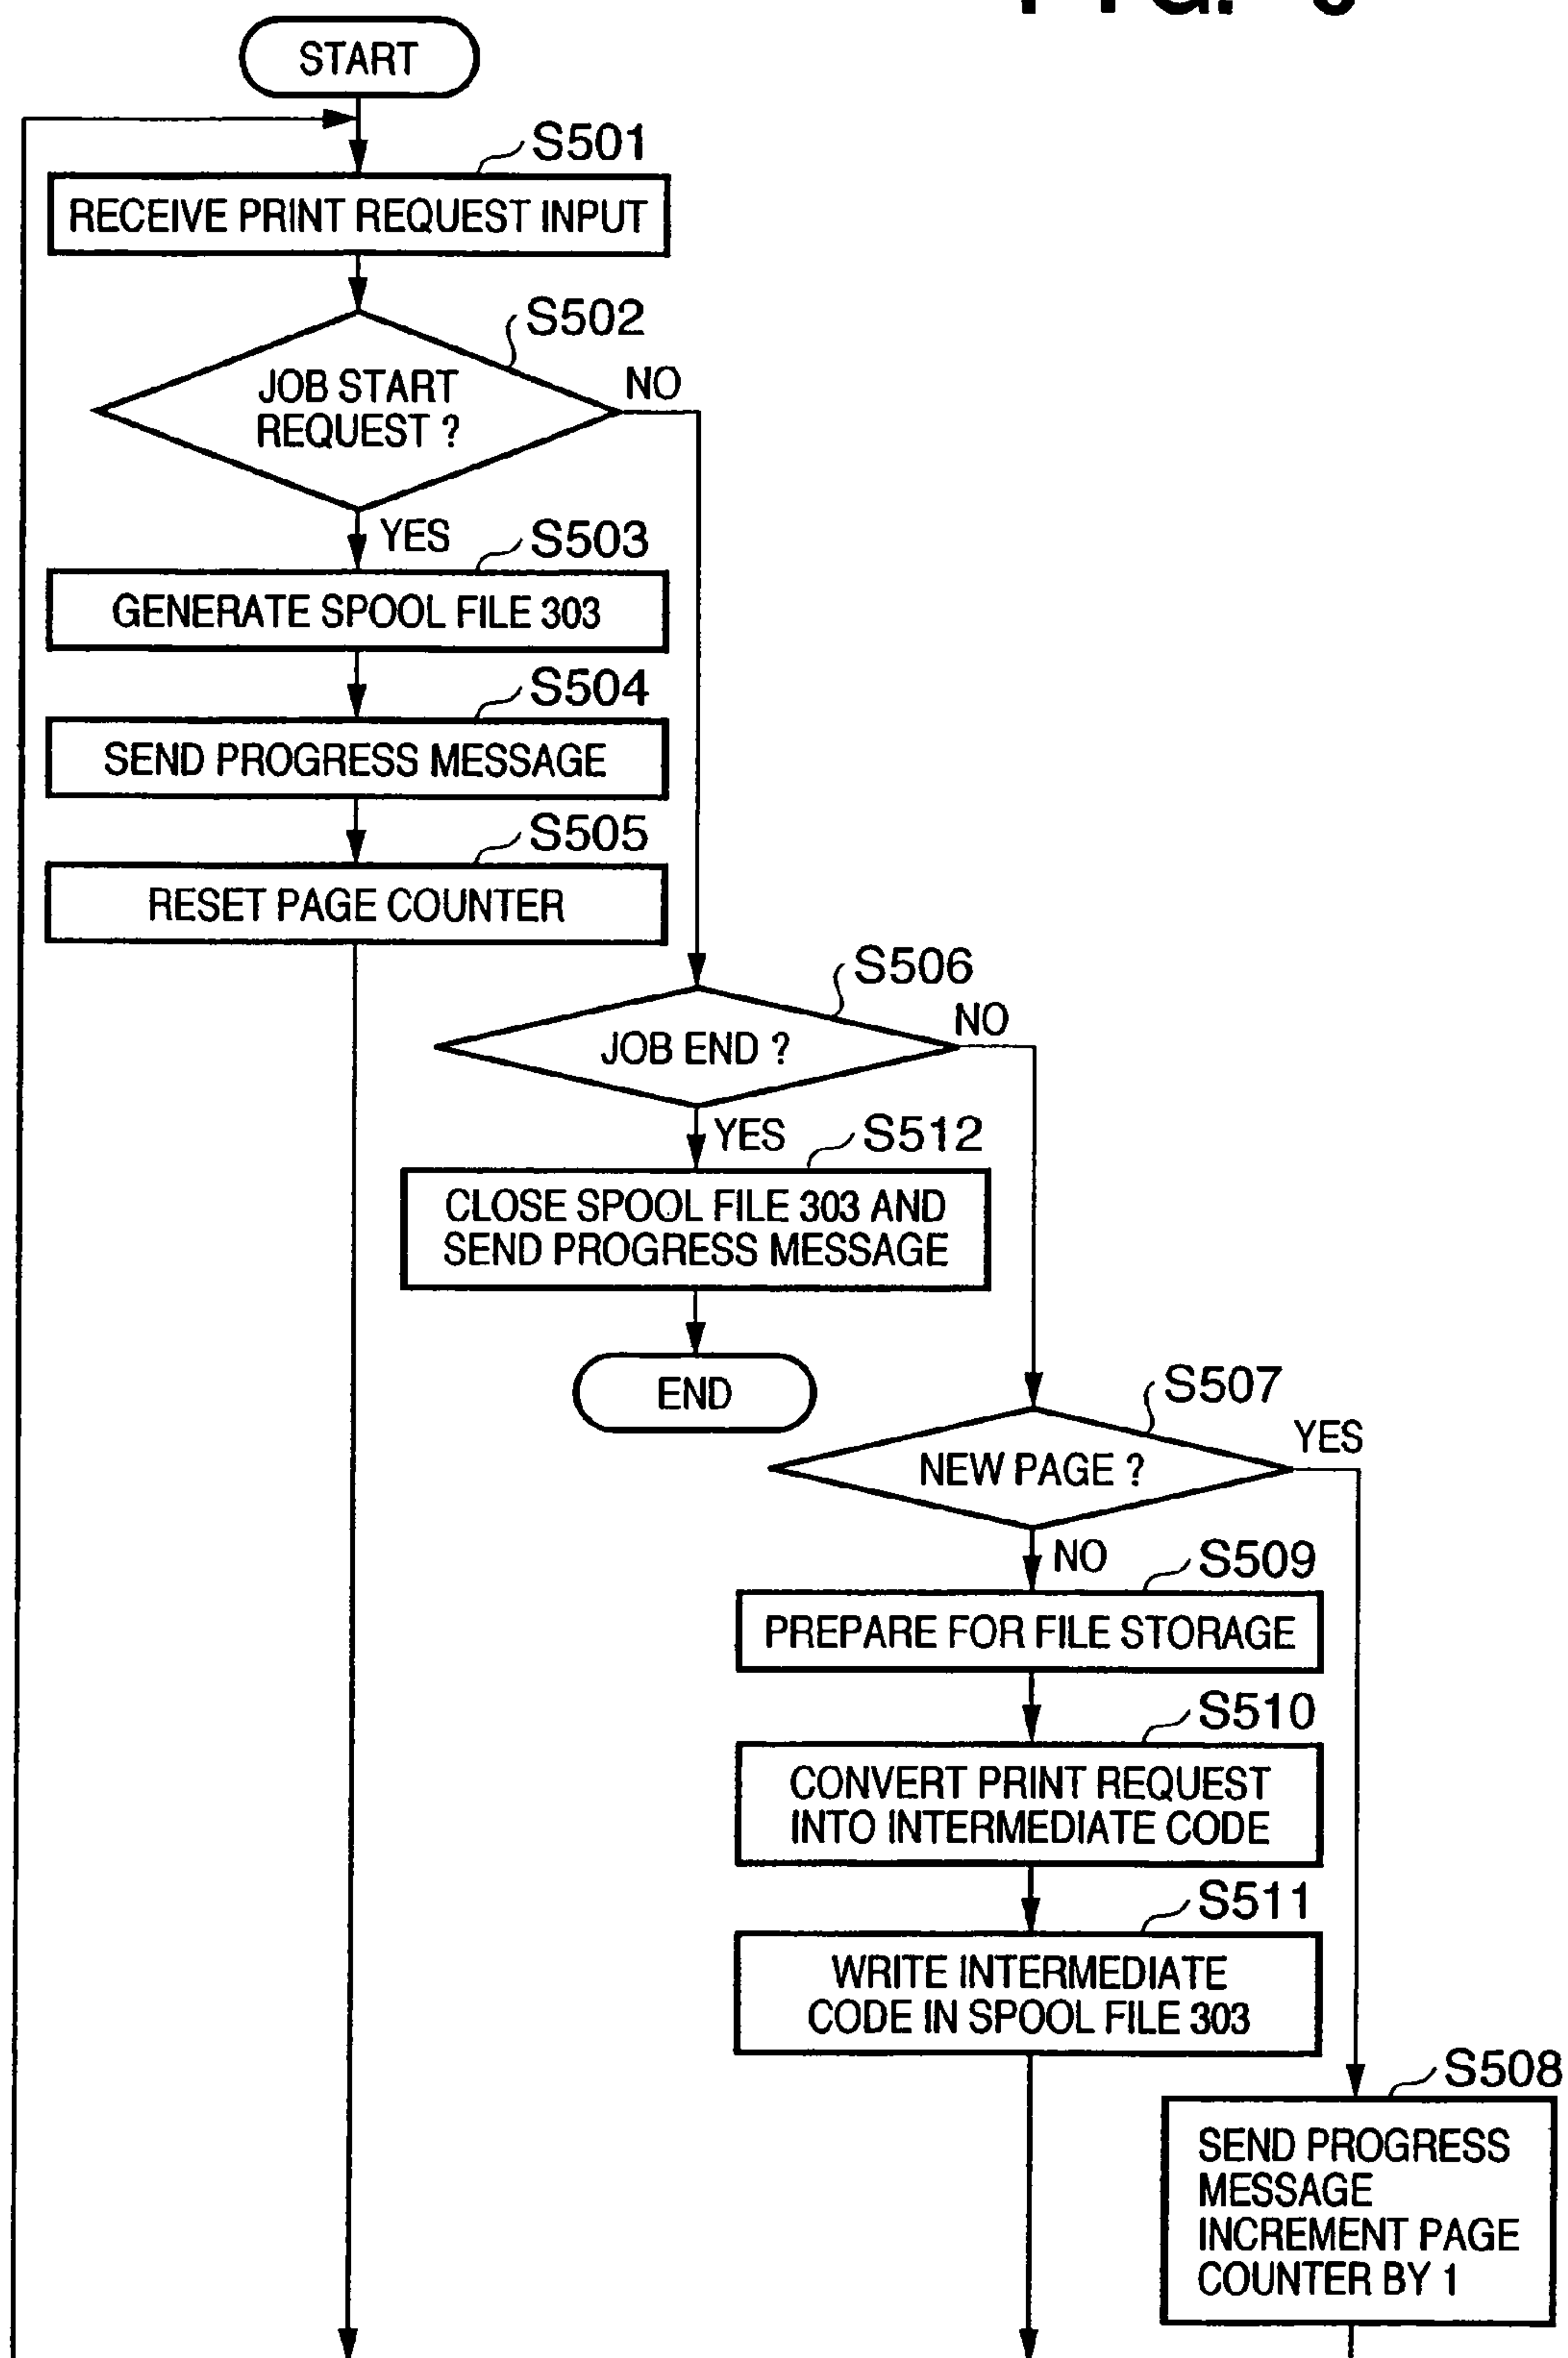 START
S501
RECEIVE PRINT REQUEST INPUT
S502
JOB START
REQUEST ?
NO
YES
S503
GENERATE SPOOL FILE 303
S504
SEND PROGRESS MESSAGE
S505
RESET PAGE COUNTER
S506
JOB END ?
NO
YES
S512
CLOSE SPOOL FILE 303 AND
SEND PROGRESS MESSAGE
END
S507
NEW PAGE ?
YES
NO
S509
PREPARE FOR FILE STORAGE
S510
CONVERT PRINT REQUEST
INTO INTERMEDIATE CODE
S511
WRITE INTERMEDIATE
CODE IN SPOOL FILE 303
S508
SEND PROGRESS
MESSAGE
INCREMENT PAGE
COUNTER BY 1